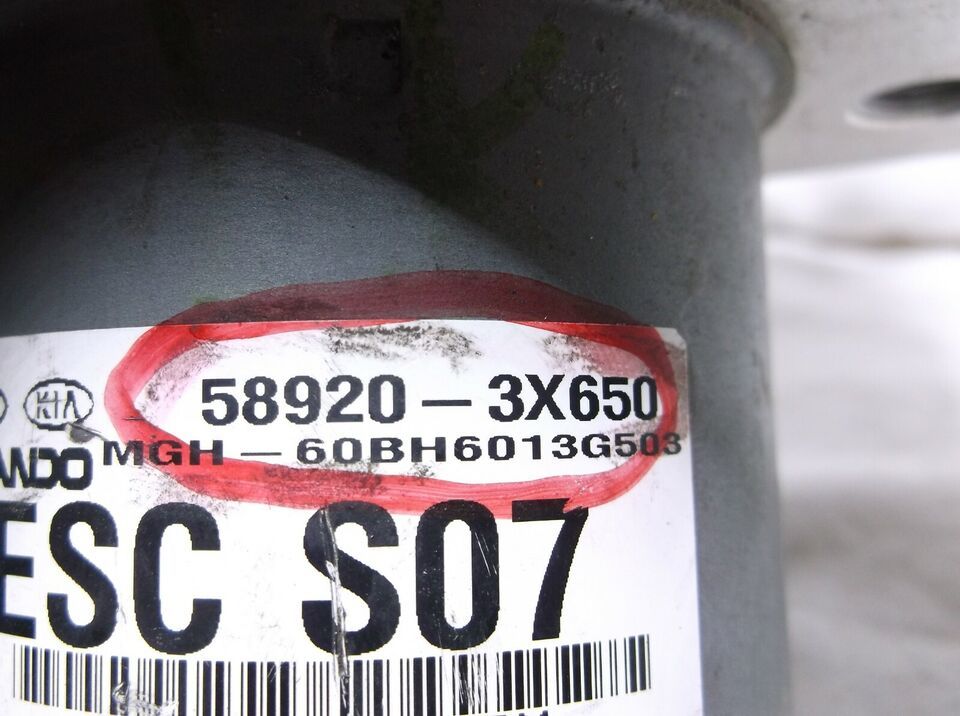 KIA
58920-3X650
MGH-60BH6013G503
ANDO
ESC S07